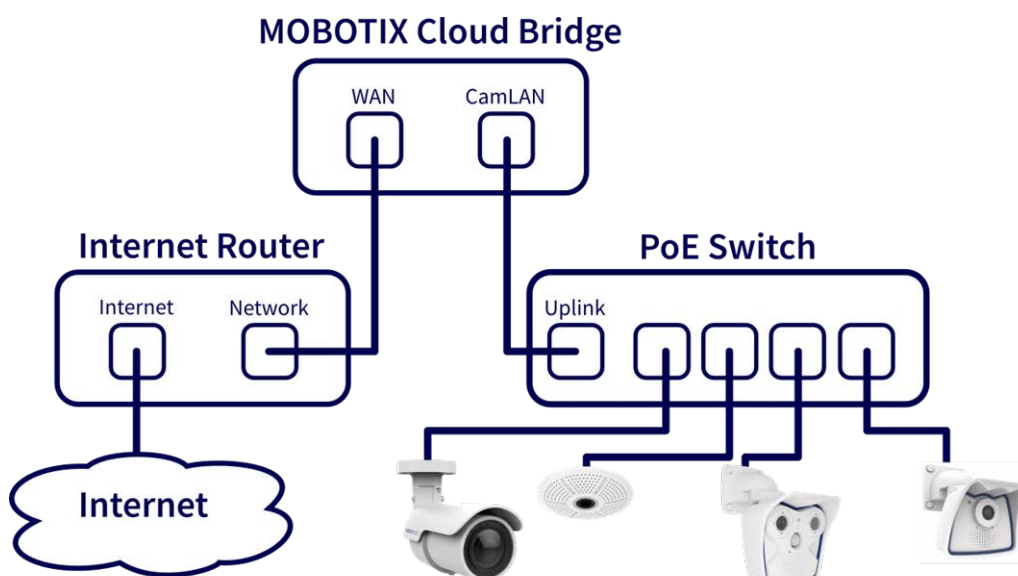 MOBOTIX Cloud Bridge
WAN
CamLAN
Internet Router
PoE Switch
Internet
Network
Uplink
Internet